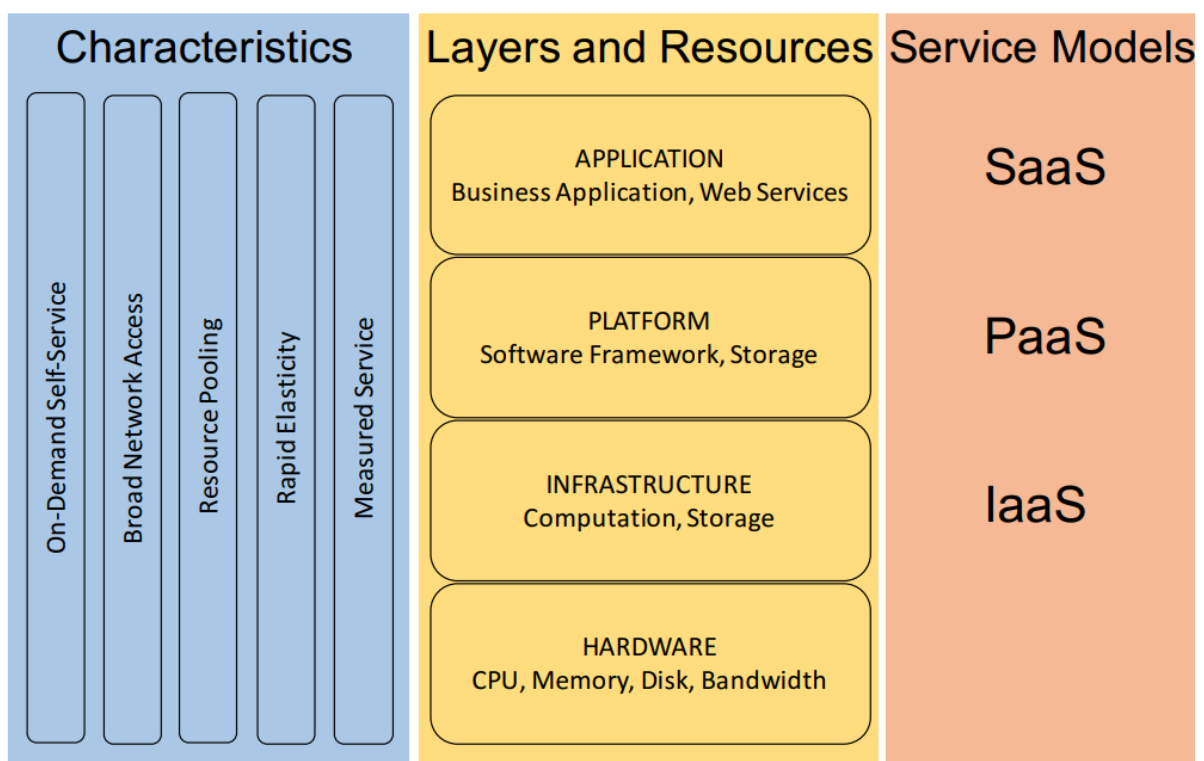 Characteristics
On-Demand Self-Service
Broad Network Access
Resource Pooling
Rapid Elasticity
Measured Service
Layers and Resources
APPLICATION
Business Application, Web Services
PLATFORM
Software Framework, Storage
INFRASTRUCTURE
Computation, Storage
HARDWARE
CPU, Memory, Disk, Bandwidth
Service Models
SaaS
PaaS
IaaS